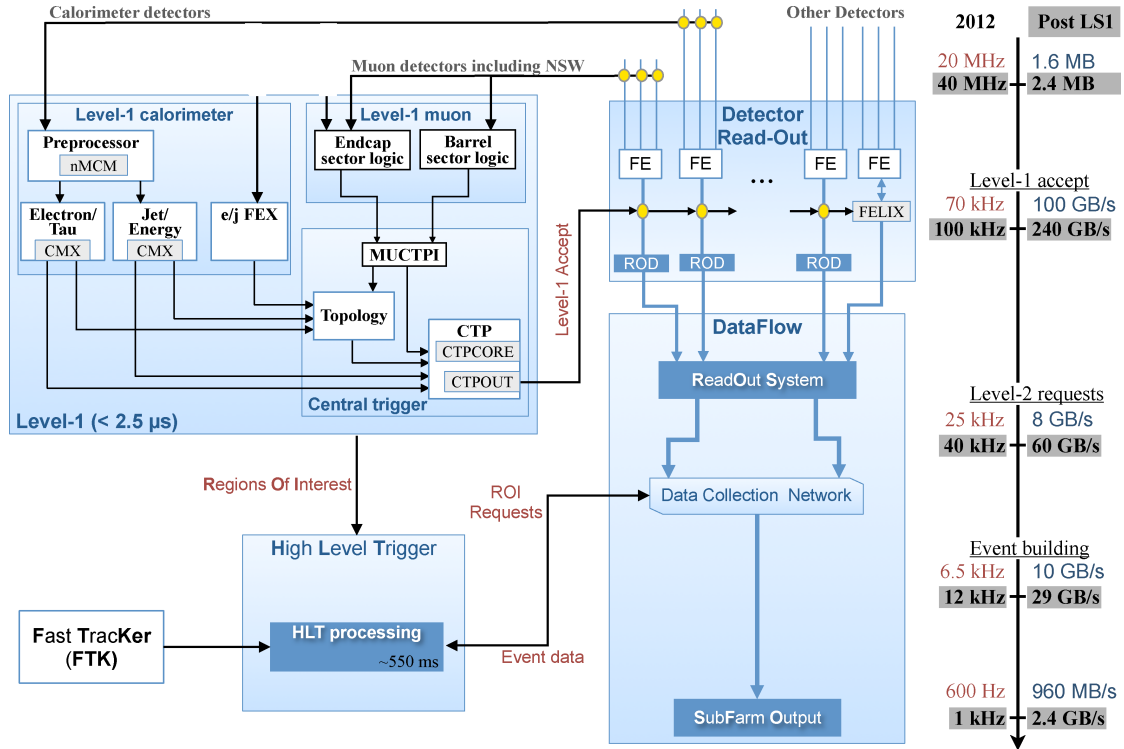 Calorimeter detectors
Other Detectors
Muon detectors including NSW
Level-1 calorimeter
Preprocessor
nMCM
Electron/
Tau
CMX
Jet/
Energy
CMX
e/j FEX
Level-1 muon
Endcap
sector logic
Barrel
sector logic
MUCTPI
Topology
CTP
CTPCORE
CTPOUT
Central trigger
Level-1 (< 2.5 µs)
Level-1 Accept
Detector
Read-Out
FE
FE
FE
FE
...
FELIX
ROD
ROD
ROD
DataFlow
ReadOut System
Data Collection Network
SubFarm Output
Regions Of Interest
ROI
Requests
High Level Trigger
HLT processing
~550 ms
Event data
Fast TracKer
(FTK)
2012 Post LS1
20 MHz 1.6 MB
40 MHz 2.4 MB
Level-1 accept
70 kHz 100 GB/s
100 kHz 240 GB/s
Level-2 requests
25 kHz 8 GB/s
40 kHz 60 GB/s
Event building
6.5 kHz 10 GB/s
12 kHz 29 GB/s
600 Hz 960 MB/s
1 kHz 2.4 GB/s